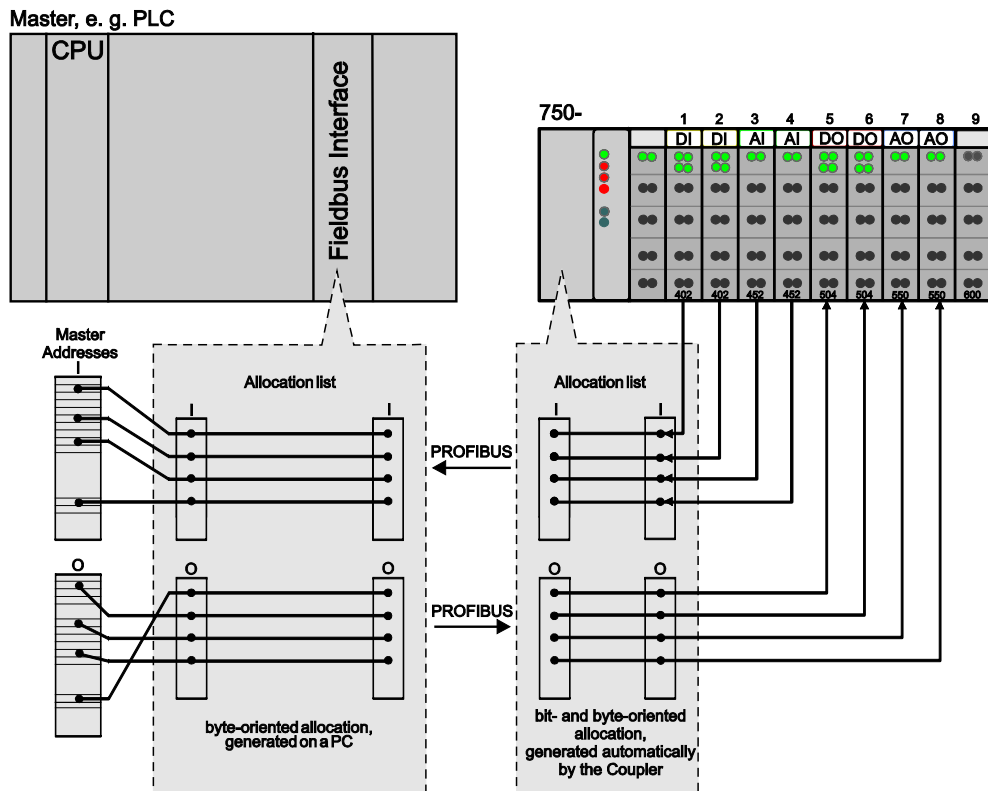 Master, e. g. PLC
CPU
Fieldbus Interface
750-
1 2 3 4 5 6 7 8 9
DI DI AI AI DO DO AO AO
402 402 452 452 504 504 550 550 600
Master
Addresses
I
Allocation list
I I
PROFIBUS
Allocation list
I I
O
O O
PROFIBUS
O O
byte-oriented allocation,
generated on a PC
bit- and byte-oriented
allocation,
generated automatically
by the Coupler